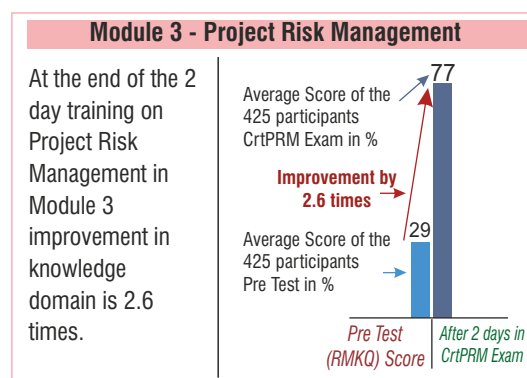 Module 3 - Project Risk Management
At the end of the 2
day training on
Project Risk
Management in
Module 3
improvement in
knowledge
domain is 2.6
times.
77
Average Score of the
425 participants
CrtPRM Exam in %
Improvement by
2.6 times
29
Average Score of the
425 participants
Pre Test in %
Pre Test
(RMKQ) Score
After 2 days in
CrtPRM Exam